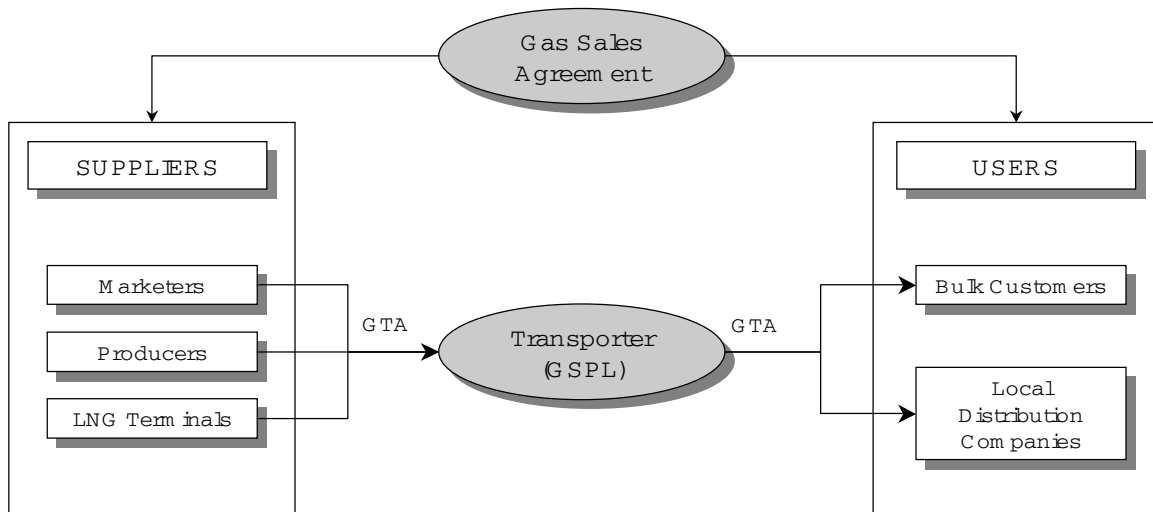 Gas Sales
Agreement
SUPPLIERS
USERS
Marketers
Producers
LNG Terminals
GTA
Transporter
(GSPL)
GTA
Bulk Customers
Local
Distribution
Companies